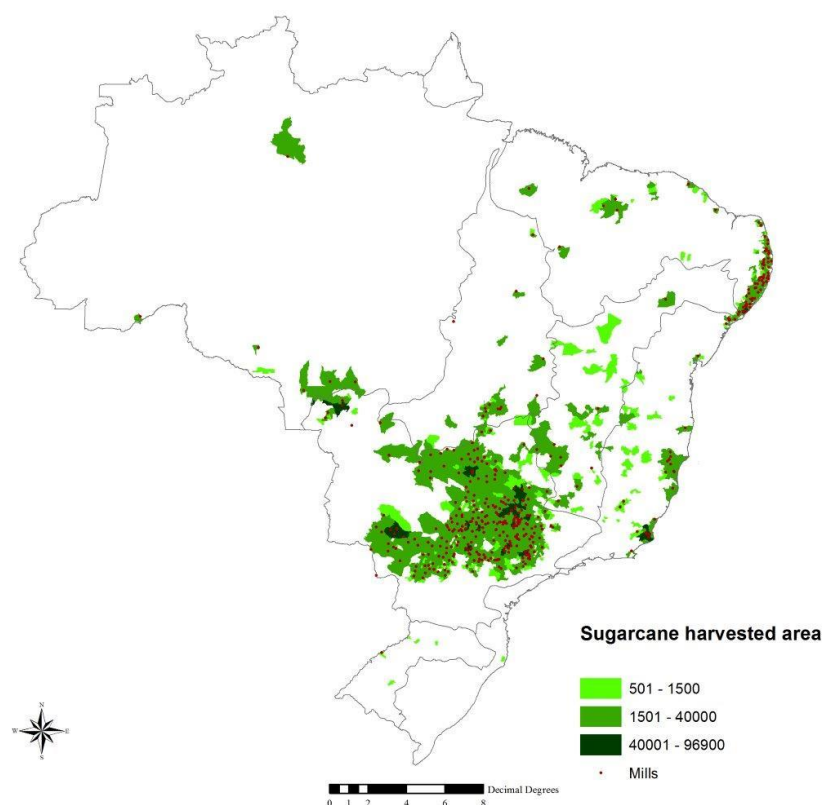 Sugarcane harvested area
501 - 1500
1501 - 40000
40001 - 96900
Mills
N
W E
S
Decimal Degrees
0 1 2 4 6 8